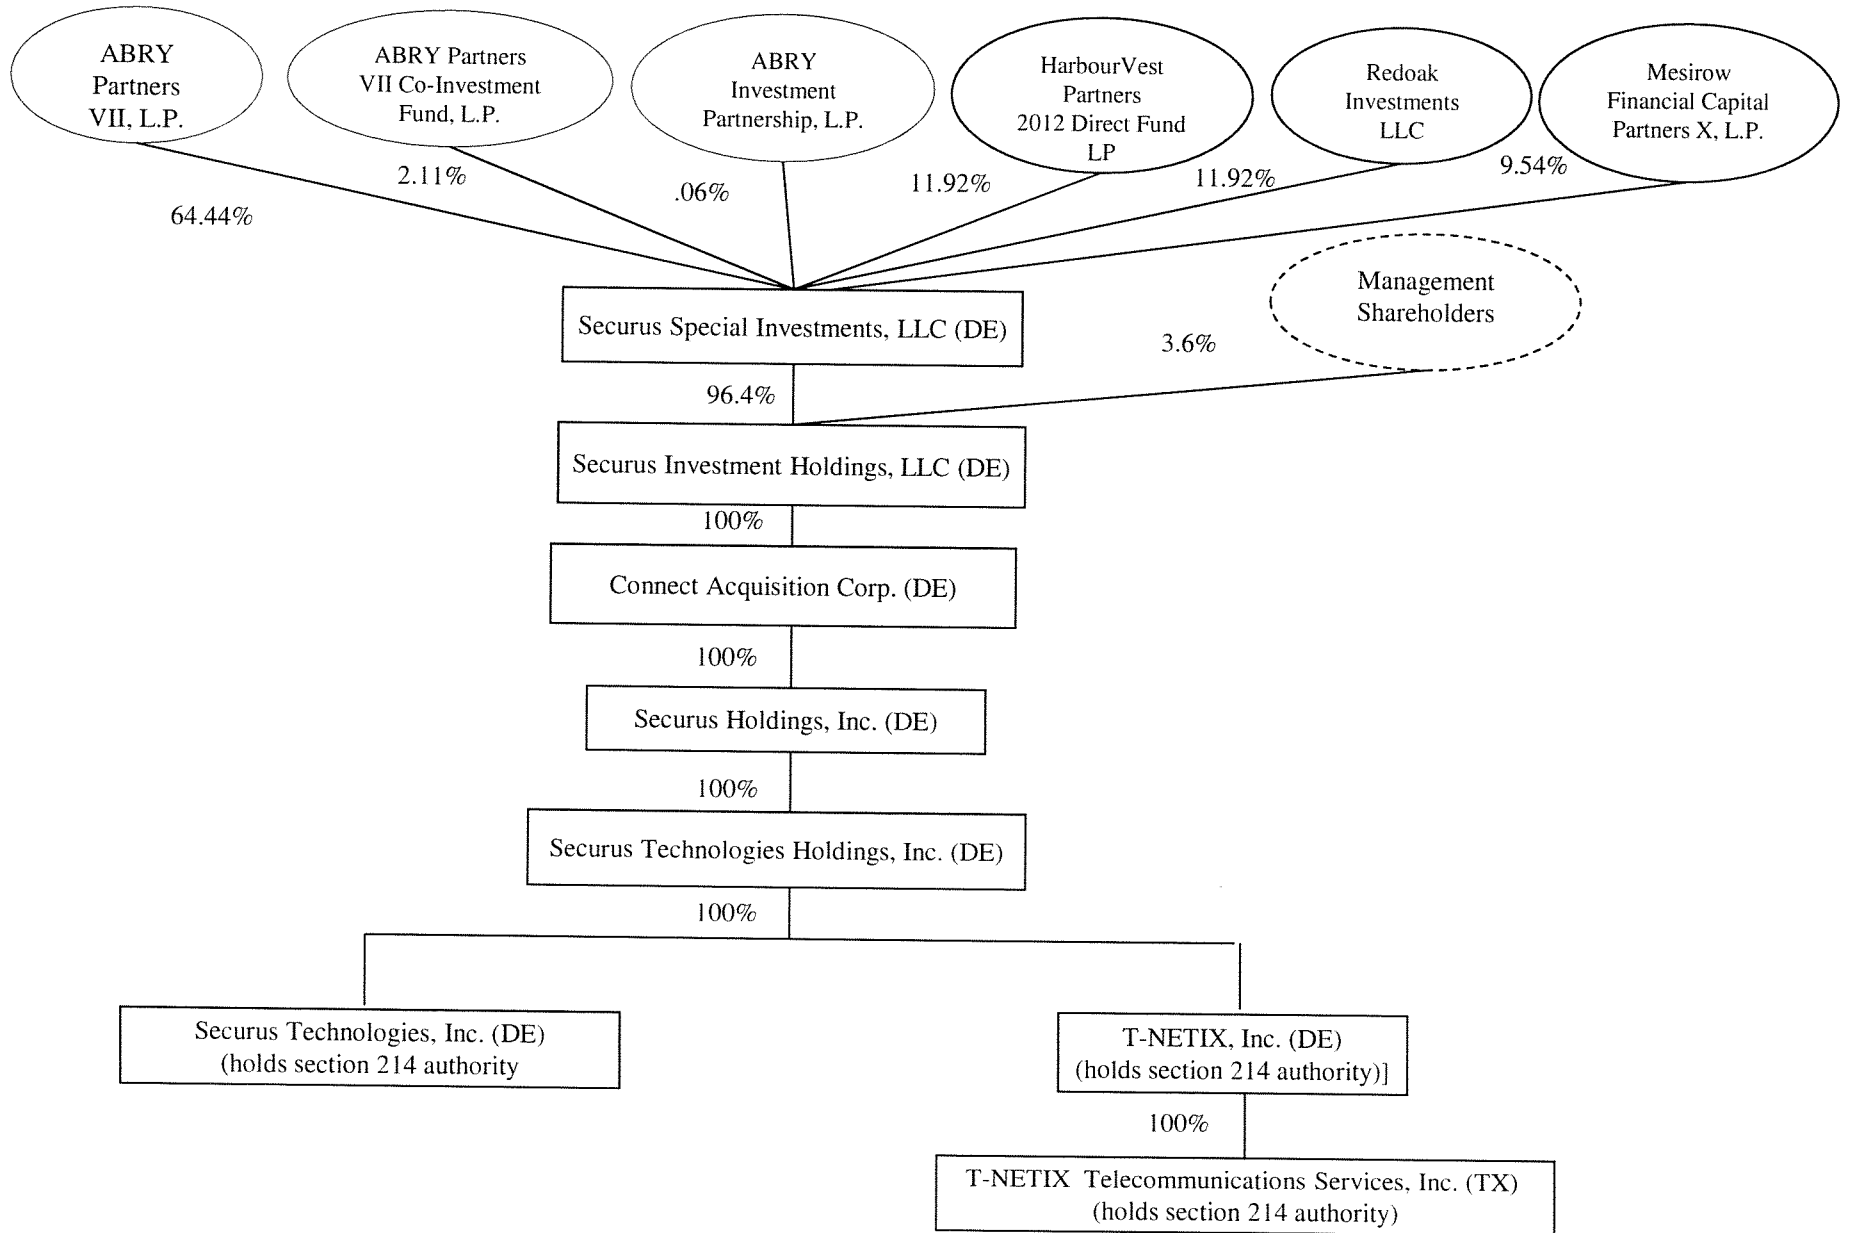 ABRY
Partners
VII, L.P.
ABRY Partners
VII Co-Investment
Fund, L.P.
ABRY
Investment
Partnership, L.P.
HarbourVest
Partners
2012 Direct Fund
LP
Redoak
Investments
LLC
Mesirow
Financial Capital
Partners X, L.P.
64.44%
2.11%
.06%
11.92%
11.92%
9.54%
Management
Shareholders
3.6%
Securus Special Investments, LLC (DE)
96.4%
Securus Investment Holdings, LLC (DE)
100%
Connect Acquisition Corp. (DE)
100%
Securus Holdings, Inc. (DE)
100%
Securus Technologies Holdings, Inc. (DE)
100%
Securus Technologies, Inc. (DE)
(holds section 214 authority
T-NETIX, Inc. (DE)
(holds section 214 authority)]
100%
T-NETIX Telecommunications Services, Inc. (TX)
(holds section 214 authority)